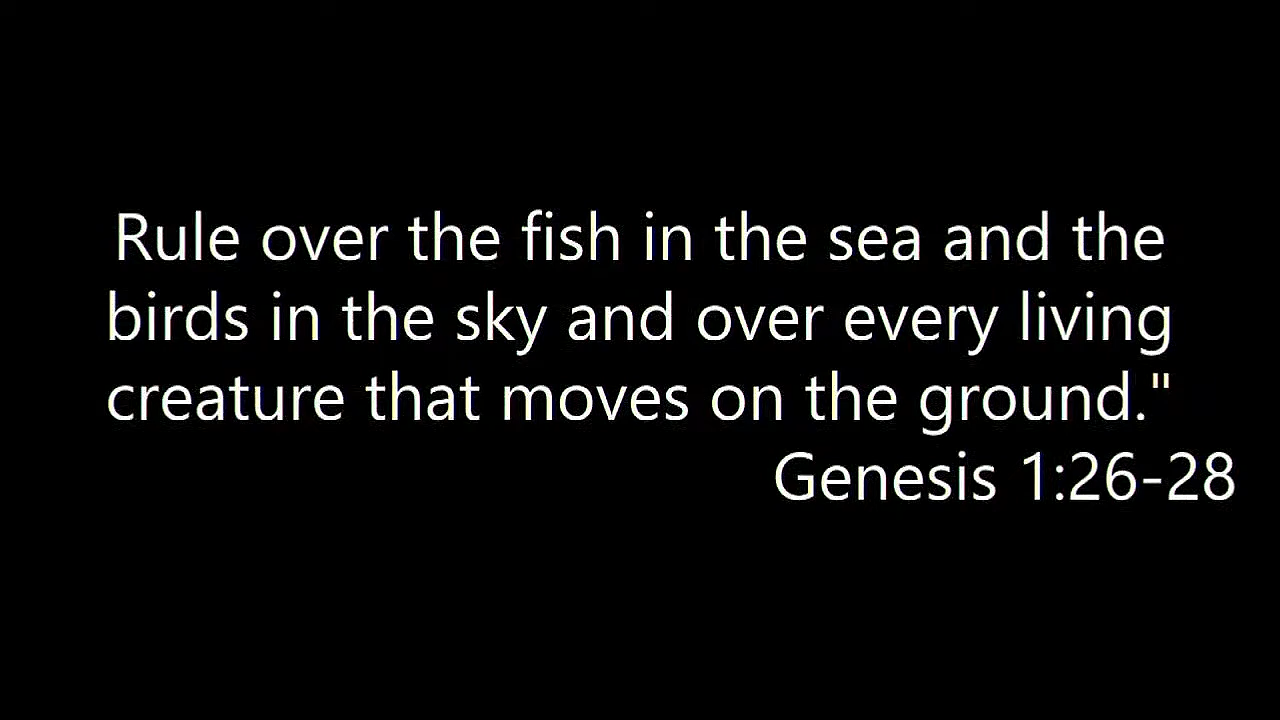 Rule over the fish in the sea and the
birds in the sky and over every living
creature that moves on the ground."
Genesis 1:26-28